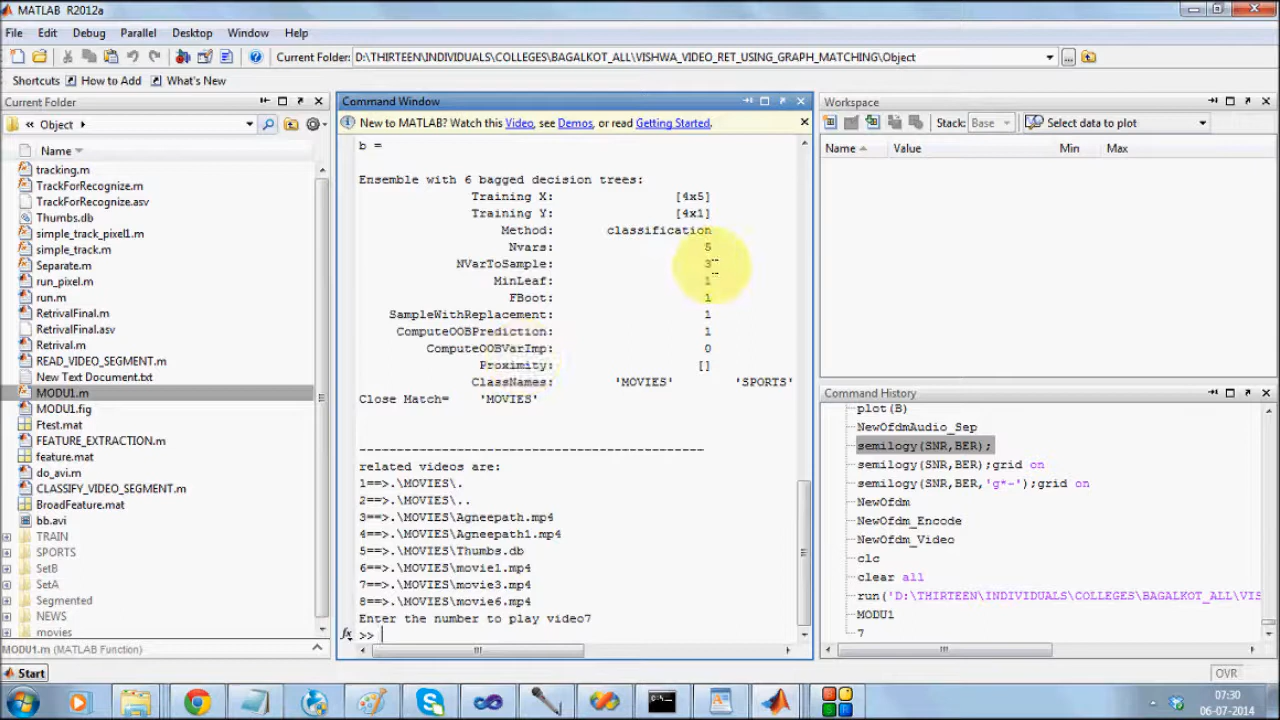 MATLAB R2012a
File Edit Debug Parallel Desktop Window Help
Current Folder: D:\THIRTEEN\INDIVIDUALS\COLLEGES\BAGALKOT_ALL\VISHWA_VIDEO_RET_USING_GRAPH_MATCHING\Object
Shortcuts How to Add What's New
Current Folder
« Object
Name
tracking.m
TrackForRecognize.m
TrackForRecognize.asv
Thumbs.db
simple_track_pixel1.m
simple_track.m
Separate.m
run_pixel.m
run.m
RetrivalFinal.m
RetrivalFinal.asv
Retrival.m
READ_VIDEO_SEGMENT.m
New Text Document.txt
MODU1.m
MODU1.fig
Ftest.mat
FEATURE_EXTRACTION.m
feature.mat
do_avi.m
CLASSIFY_VIDEO_SEGMENT.m
BroadFeature.mat
bb.avi
TRAIN
SPORTS
SetB
SetA
Segmented
NEWS
movies
MODU1.m (MATLAB Function)
Command Window
New to MATLAB? Watch this Video, see Demos, or read Getting Started.
b =
Ensemble with 6 bagged decision trees:
Training X: [4x5]
Training Y: [4x1]
Method: classification
Nvars: 5
NVarToSample: 3
MinLeaf: 1
FBoot: 1
SampleWithReplacement: 1
ComputeOOBPrediction: 1
ComputeOOBVarImp: 0
Proximity: []
ClassNames: 'MOVIES' 'SPORTS'
Close Match= 'MOVIES'
----------------------------------------------
related videos are:
1==>.\MOVIES\.
2==>.\MOVIES\..
3==>.\MOVIES\Agneepath.mp4
4==>.\MOVIES\Agneepath1.mp4
5==>.\MOVIES\Thumbs.db
6==>.\MOVIES\movie1.mp4
7==>.\MOVIES\movie3.mp4
8==>.\MOVIES\movie6.mp4
Enter the number to play video7
fx >>
Workspace
Stack: Base Select data to plot
Name Value Min Max
Command History
plot(B)
NewOfdmAudio_Sep
semilogy(SNR,BER);
semilogy(SNR,BER);grid on
semilogy(SNR,BER,'g*-');grid on
NewOfdm
NewOfdm_Encode
NewOfdm_Video
clc
clear all
run('D:\THIRTEEN\INDIVIDUALS\COLLEGES\BAGALKOT_ALL\VIS
MODU1
7
Start
OVR
07:30
06-07-2014